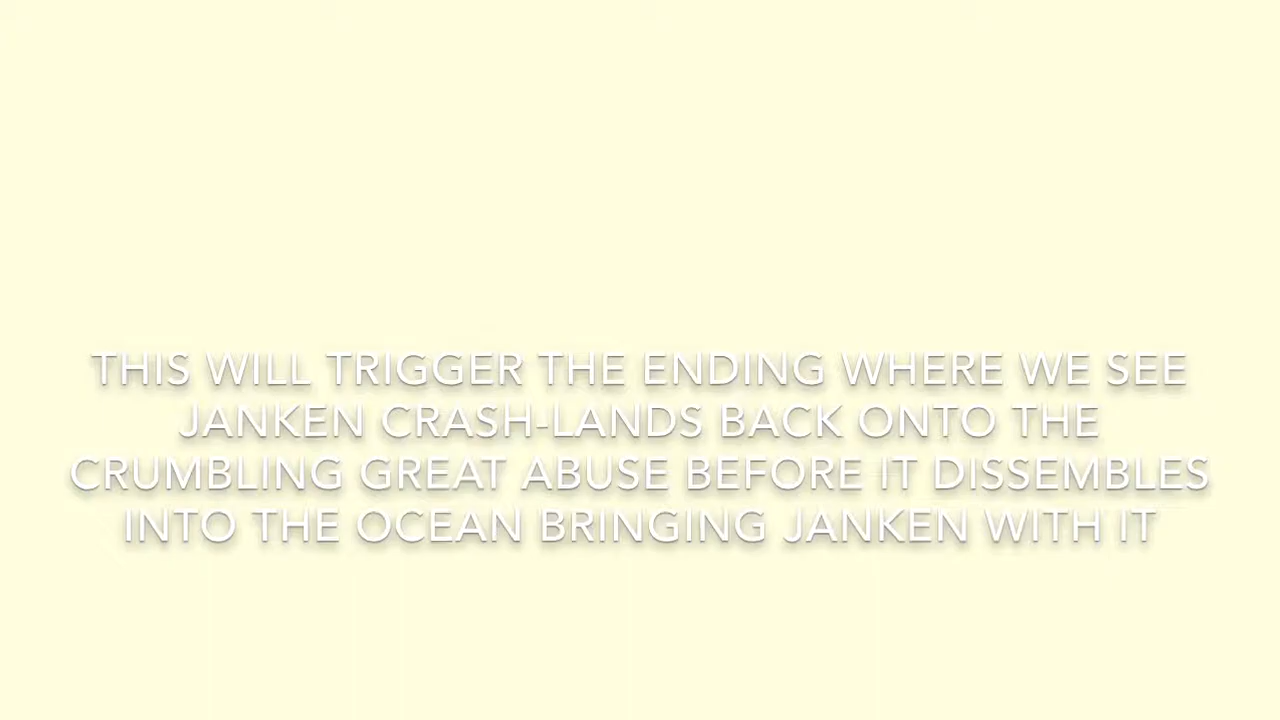 THIS WILL TRIGGER THE ENDING WHERE WE SEE
JANKEN CRASH-LANDS BACK ONTO THE
CRUMBLING GREAT ABUSE BEFORE IT DISSEMBLES
INTO THE OCEAN BRINGING JANKEN WITH IT